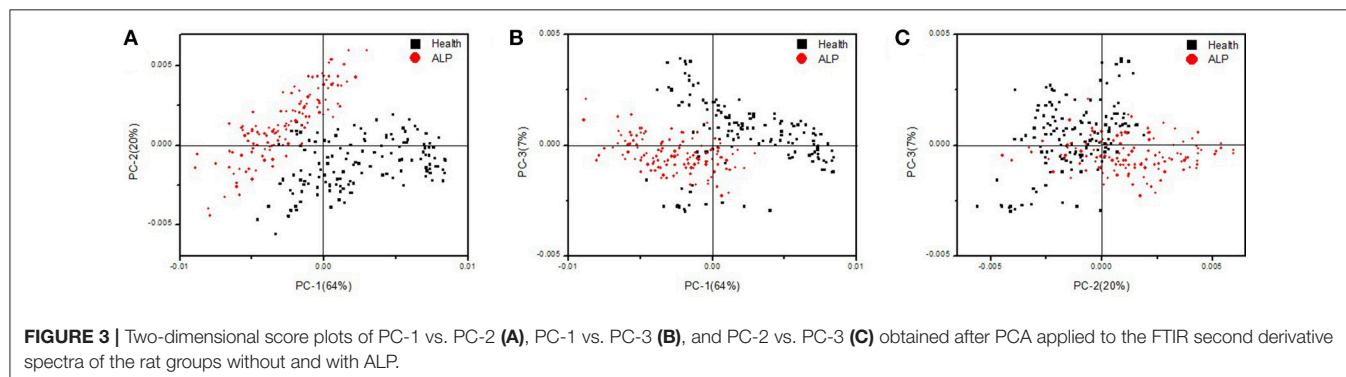 A
Health
ALP
0.005
0.000
-0.005
PC-2(20%)
-0.01
0.00
0.01
PC-1(64%)
B
Health
ALP
0.005
0.000
-0.005
PC-3(7%)
-0.01
0.00
0.01
PC-1(64%)
C
Health
ALP
0.005
0.000
-0.005
PC-3(7%)
-0.005
0.000
0.005
PC-2(20%)
FIGURE 3 | Two-dimensional score plots of PC-1 vs. PC-2 (A), PC-1 vs. PC-3 (B), and PC-2 vs. PC-3 (C) obtained after PCA applied to the FTIR second derivative
spectra of the rat groups without and with ALP.